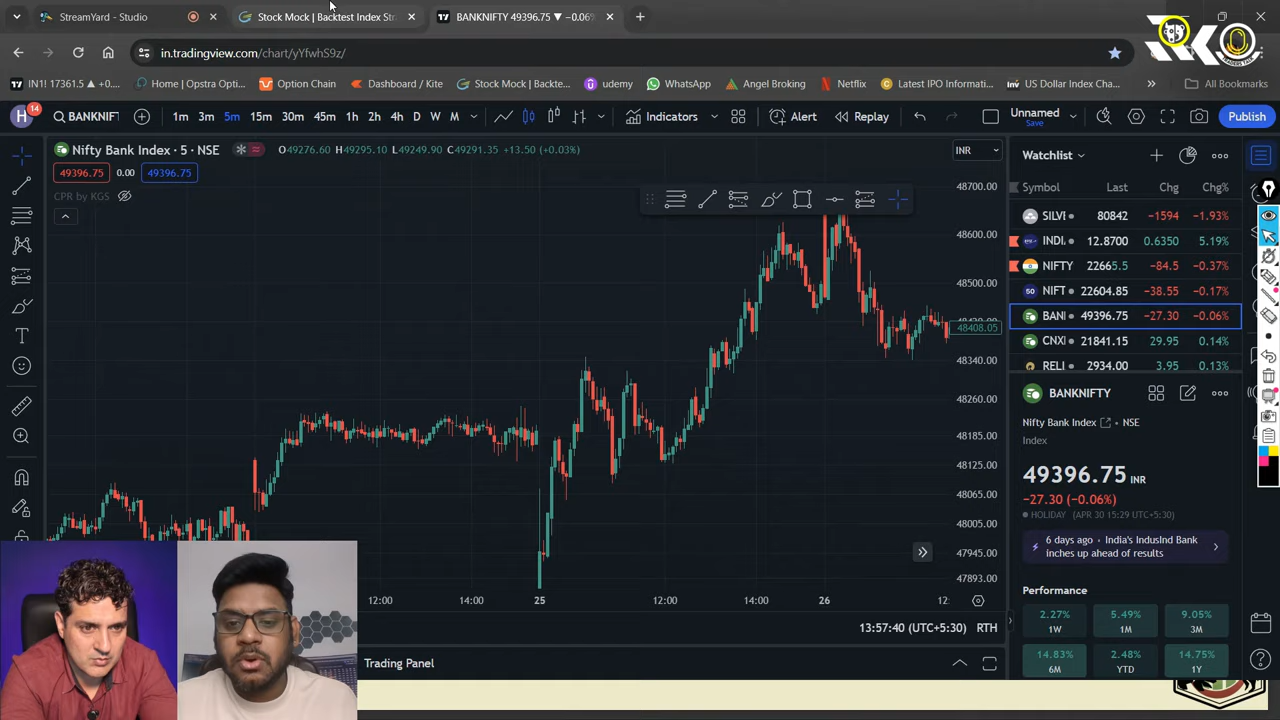 StreamYard - Studio
Stock Mock | Backtest Index Str
BANKNIFTY 49396.75 ▼ −0.06%
in.tradingview.com/chart/yYfwhS9z/
IN1! 17361.5 ▲ +0....
Home | Opstra Optio...
Option Chain
Dashboard / Kite
Stock Mock | Backte...
udemy
WhatsApp
Angel Broking
Netflix
Latest IPO Informati...
US Dollar Index Cha...
All Bookmarks
H 14
BANKNIF
1m 3m 5m 15m 30m 45m 1h 2h 4h D W M
Indicators
Alert
Replay
Unnamed
Save
Publish
Nifty Bank Index · 5 · NSE
O49276.60 H49295.10 L49249.90 C49291.35 +13.50 (+0.03%)
INR
49396.75 0.00 49396.75
CPR by KGS
48700.00
48600.00
48500.00
48408.05
48340.00
48260.00
48185.00
48125.00
48065.00
48005.00
47945.00
47893.00
12:00 14:00 25 12:00 14:00 26 12:
13:57:40 (UTC+5:30) RTH
Trading Panel
Watchlist
Symbol Last Chg Chg%
SILVE 80842 −1594 −1.93%
INDI 12.8700 0.6350 5.19%
NIFTY 22665.5 −84.5 −0.37%
NIFT 22604.85 −38.55 −0.17%
BANI 49396.75 −27.30 −0.06%
CNX 21841.15 29.95 0.14%
RELI 2934.00 3.95 0.13%
BANKNIFTY
Nifty Bank Index · NSE
Index
49396.75 INR
−27.30 (−0.06%)
HOLIDAY (APR 30 15:29 UTC+5:30)
6 days ago · India's IndusInd Bank
inches up ahead of results
Performance
2.27% 5.49% 9.05%
1W 1M 3M
14.83% 2.48% 14.75%
6M YTD 1Y
TRADERS TALK